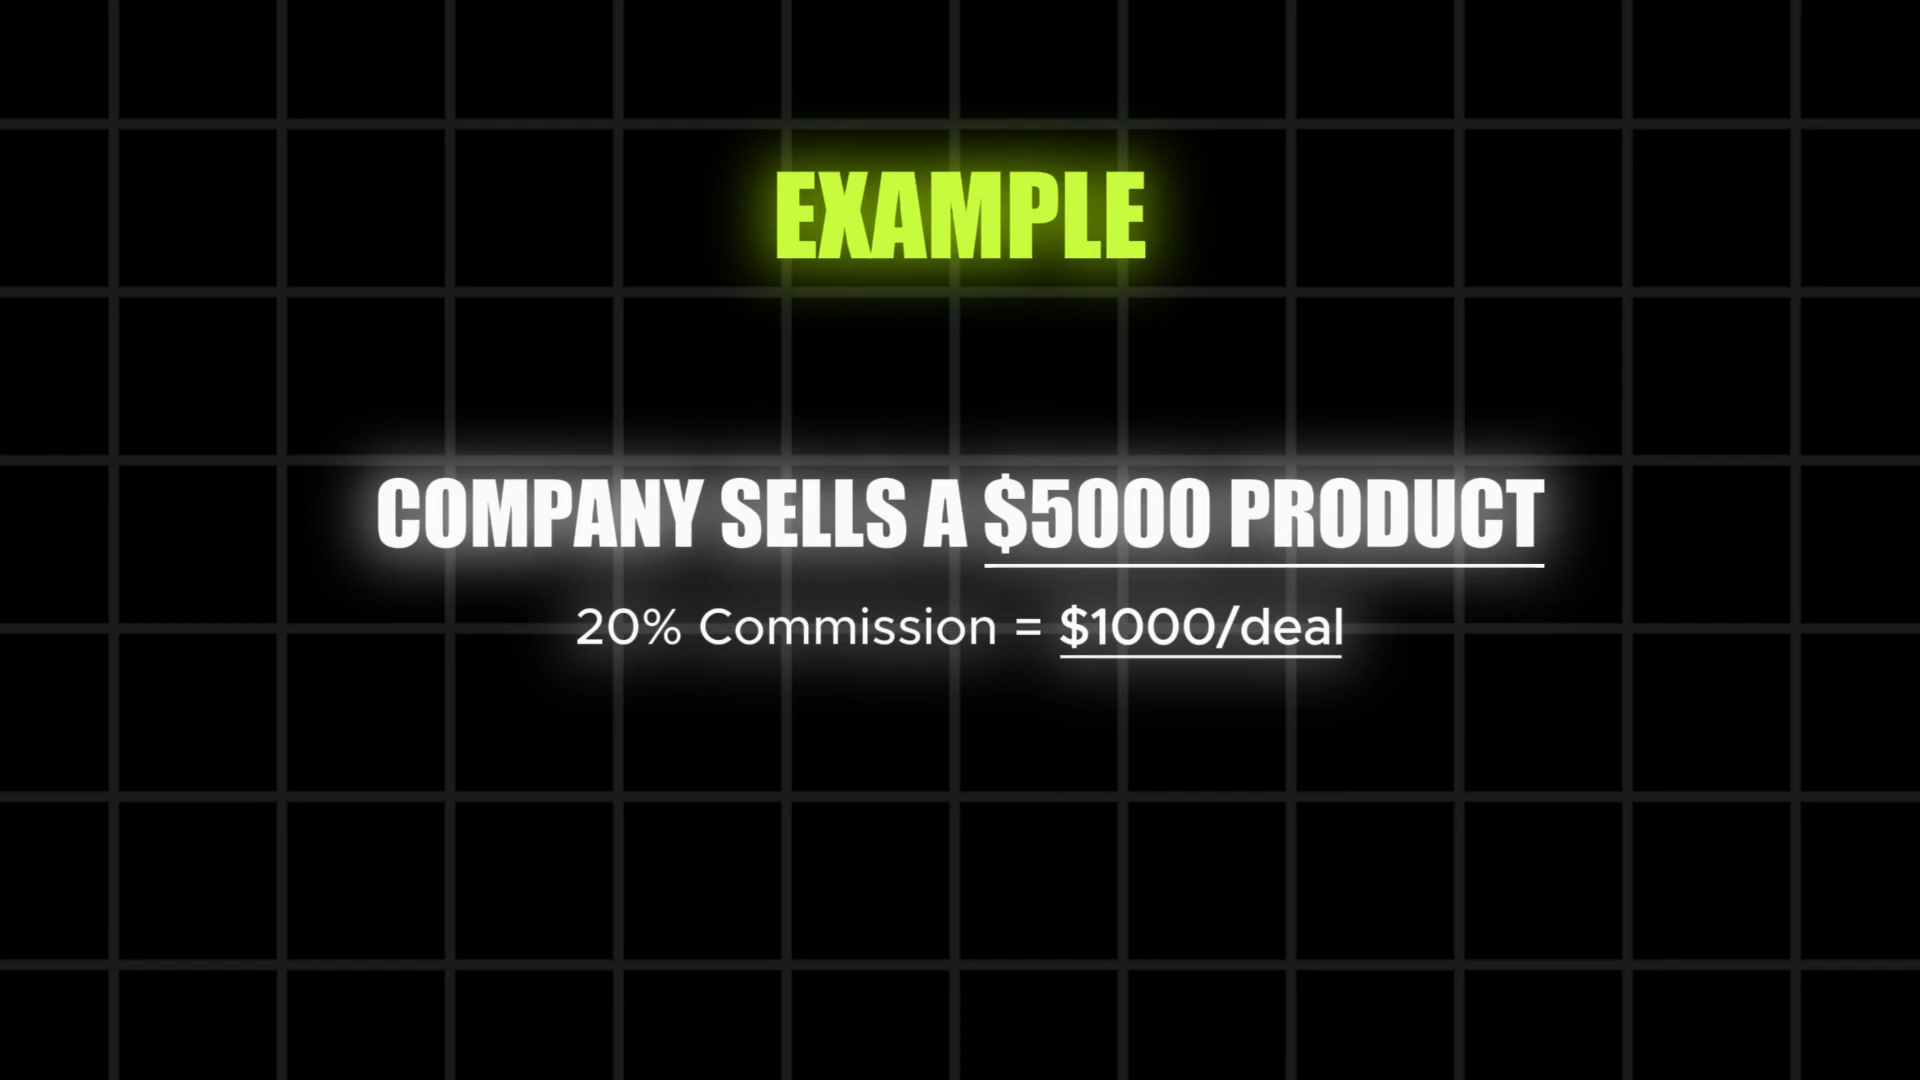 EXAMPLE
COMPANY SELLS A $5000 PRODUCT
20% Commission = $1000/deal